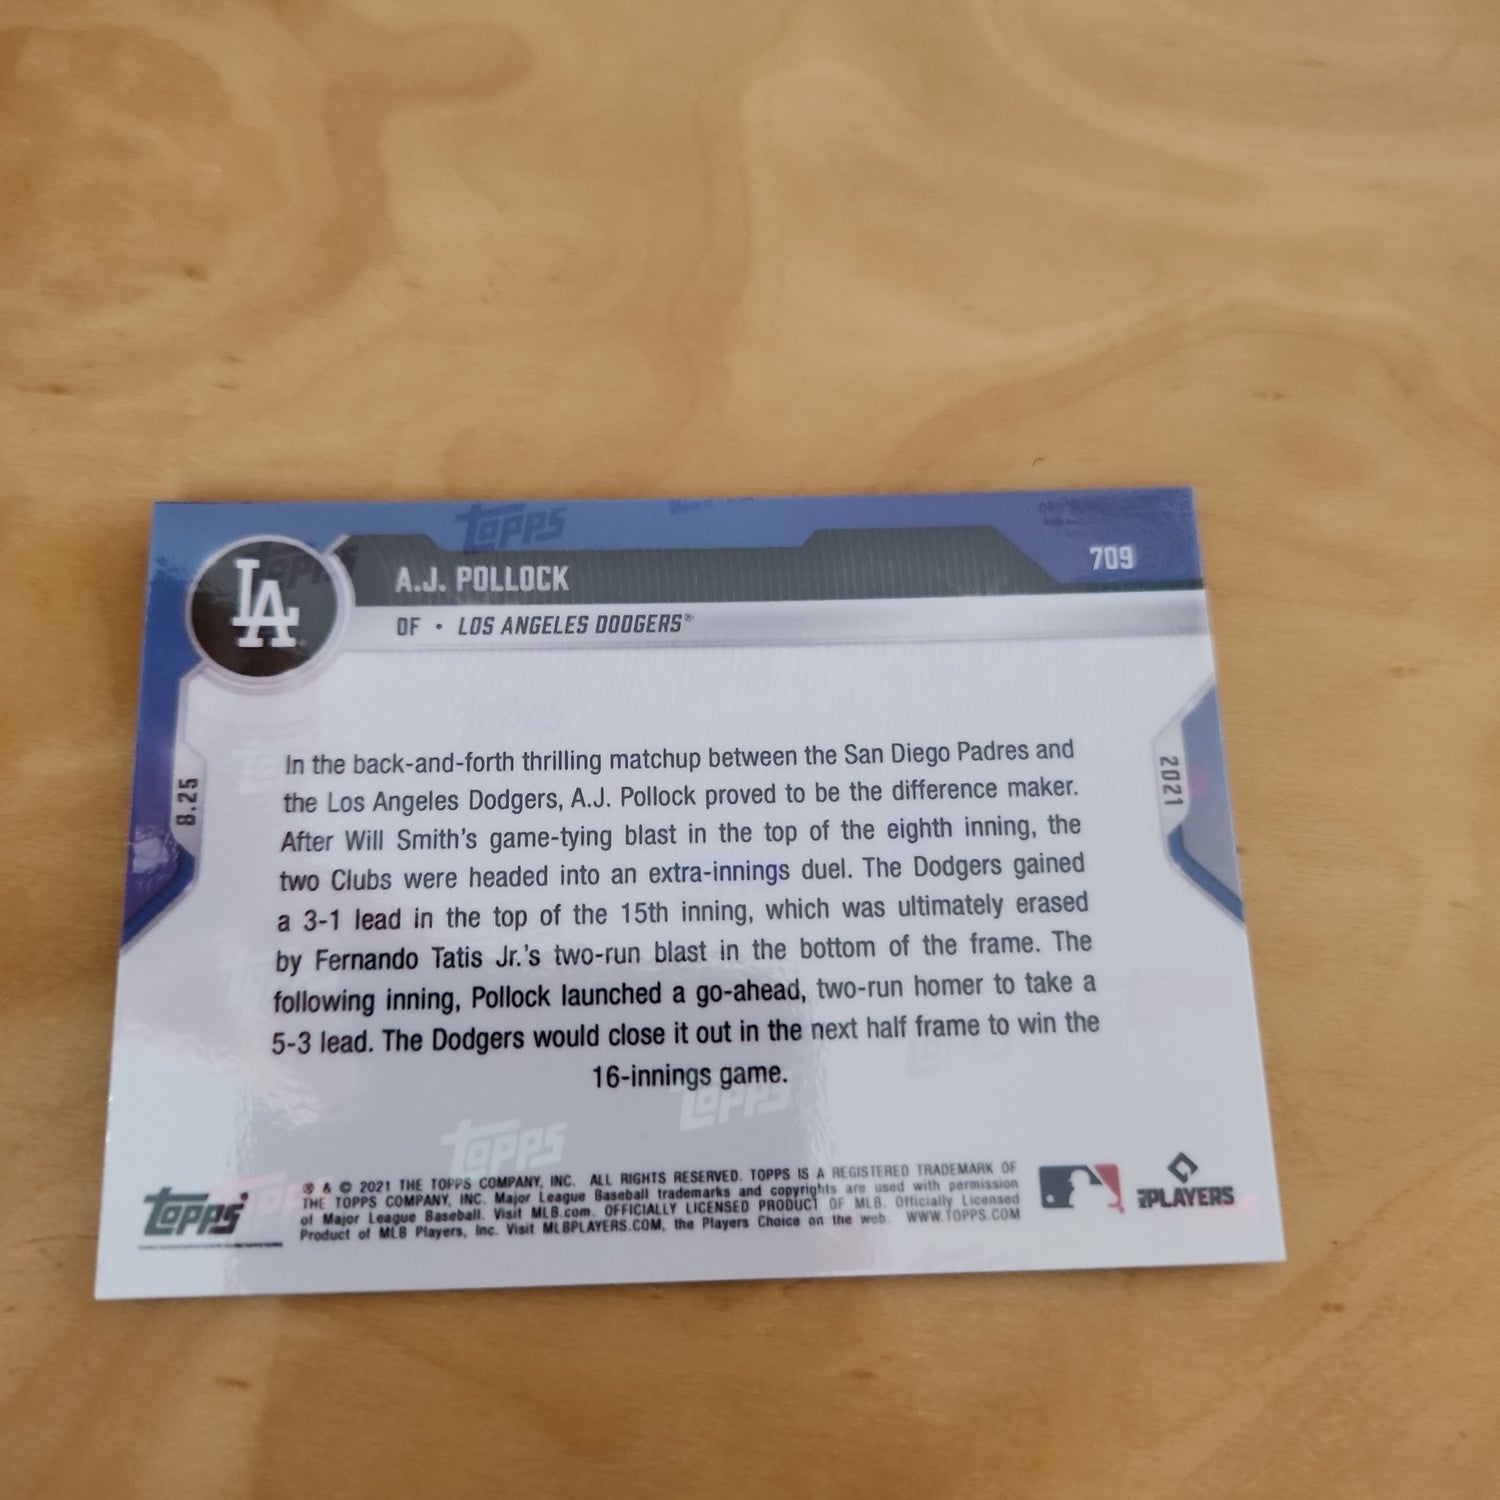 topps
709
LA
A.J. POLLOCK
OF • LOS ANGELES DODGERS®
8.25
2021
In the back-and-forth thrilling matchup between the San Diego Padres and
the Los Angeles Dodgers, A.J. Pollock proved to be the difference maker.
After Will Smith's game-tying blast in the top of the eighth inning, the
two Clubs were headed into an extra-innings duel. The Dodgers gained
a 3-1 lead in the top of the 15th inning, which was ultimately erased
by Fernando Tatis Jr.'s two-run blast in the bottom of the frame. The
following inning, Pollock launched a go-ahead, two-run homer to take a
5-3 lead. The Dodgers would close it out in the next half frame to win the
16-innings game.
topps
topps
topps
® & © 2021 THE TOPPS COMPANY, INC. ALL RIGHTS RESERVED. TOPPS IS A REGISTERED TRADEMARK OF
THE TOPPS COMPANY, INC. Major League Baseball trademarks and copyrights are used with permission
of Major League Baseball. Visit MLB.com. OFFICIALLY LICENSED PRODUCT OF MLB. Officially Licensed
Product of MLB Players, Inc. Visit MLBPLAYERS.COM, the Players Choice on the web. WWW.TOPPS.COM
PLAYERS